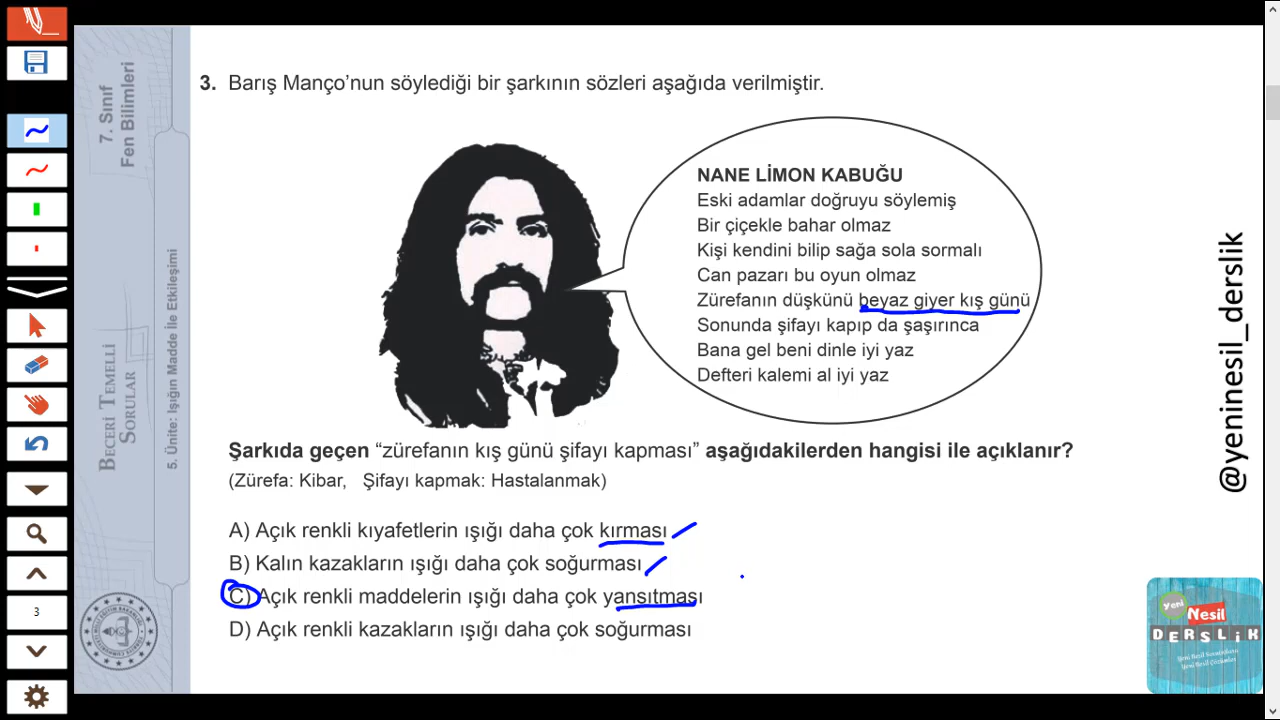 7. Sınıf
Fen Bilimleri
5. Ünite: Işığın Madde İle Etkileşimi
BECERİ TEMELLİ
SORULAR
3
3. Barış Manço’nun söylediği bir şarkının sözleri aşağıda verilmiştir.
NANE LİMON KABUĞU
Eski adamlar doğruyu söylemiş
Bir çiçekle bahar olmaz
Kişi kendini bilip sağa sola sormalı
Can pazarı bu oyun olmaz
Zürefanın düşkünü beyaz giyer kış günü
Sonunda şifayı kapıp da şaşırınca
Bana gel beni dinle iyi yaz
Defteri kalemi al iyi yaz
Şarkıda geçen “zürefanın kış günü şifayı kapması” aşağıdakilerden hangisi ile açıklanır?
(Zürefa: Kibar, Şifayı kapmak: Hastalanmak)
A) Açık renkli kıyafetlerin ışığı daha çok kırması
B) Kalın kazakların ışığı daha çok soğurması
C) Açık renkli maddelerin ışığı daha çok yansıtması
D) Açık renkli kazakların ışığı daha çok soğurması
@yeninesil_derslik
Yeni
Nesil
DERSLİK